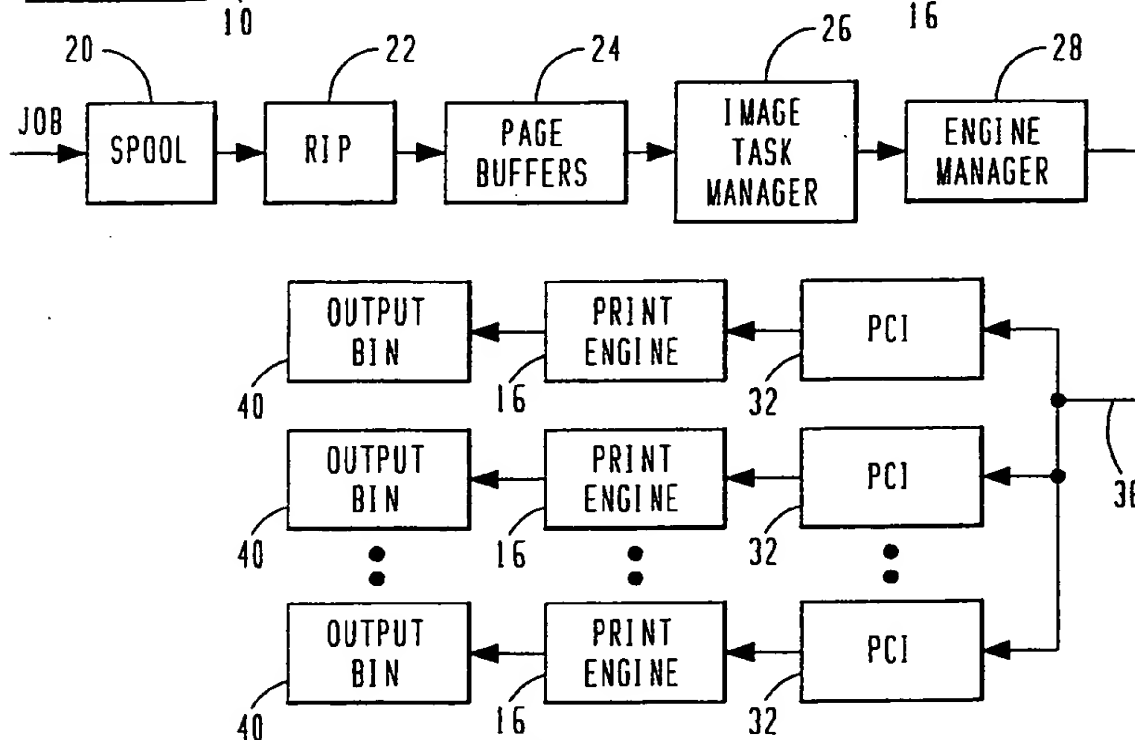 10
16
20
22
24
26
28
JOB
SPOOL
RIP
PAGE
BUFFERS
IMAGE
TASK
MANAGER
ENGINE
MANAGER
OUTPUT
BIN
PRINT
ENGINE
PCI
40
16
32
OUTPUT
BIN
PRINT
ENGINE
PCI
40
16
32
OUTPUT
BIN
PRINT
ENGINE
PCI
40
16
32